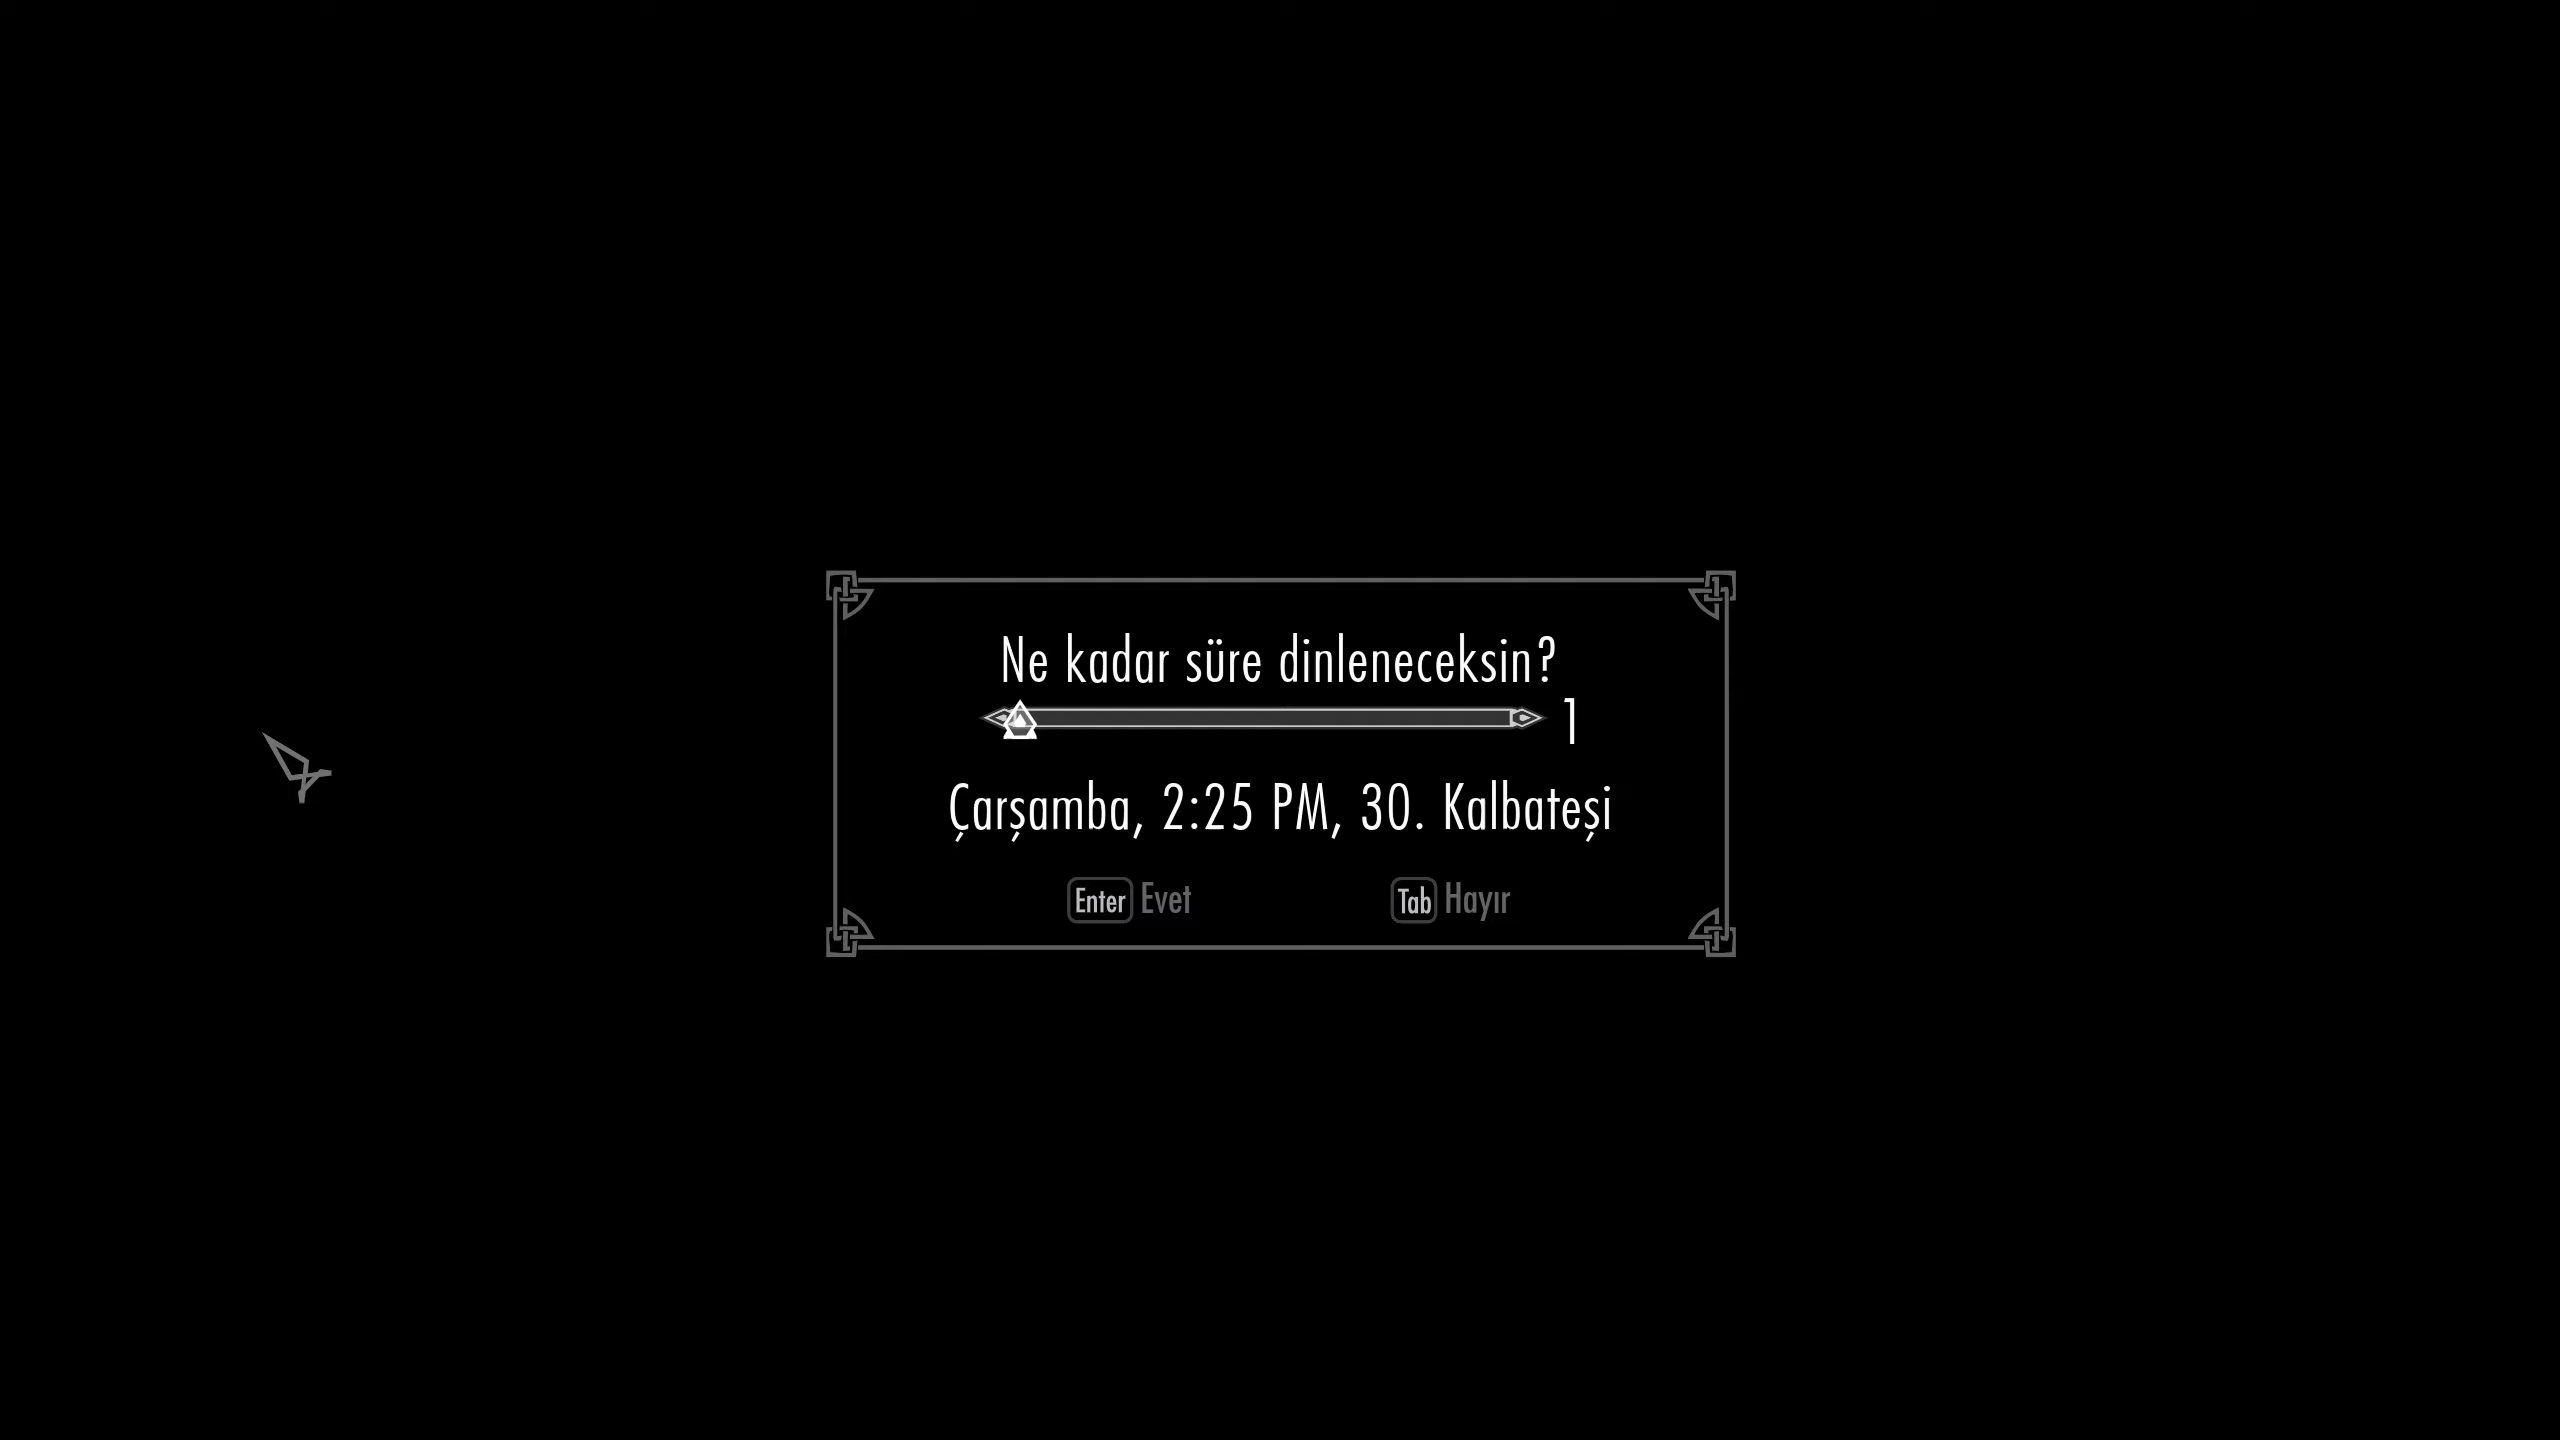 Ne kadar süre dinleneceksin?
1
Çarşamba, 2:25 PM, 30. Kalbateşi
Enter Evet Tab Hayır